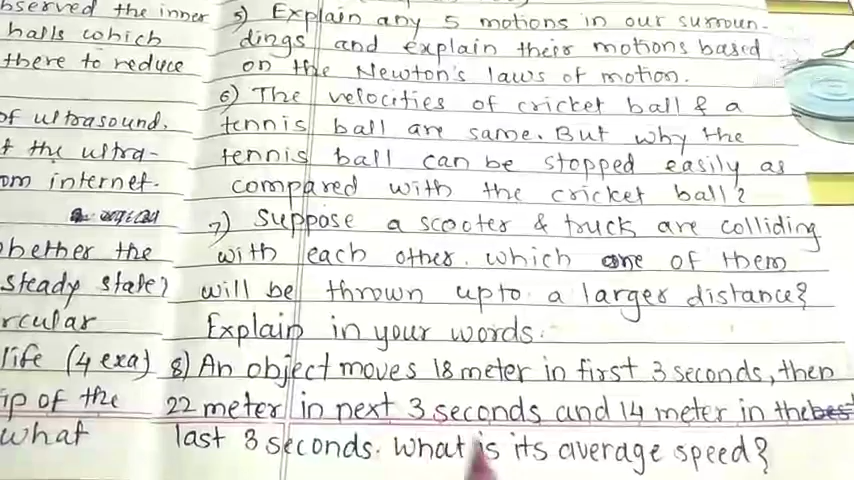 bserved the inner
balls which
there to reduce
of ultrasound.
f the ultra-
om internet.
bether the
steady state?
rcular
life (4 exa)
ip of the
what
5) Explain any 5 motions in our surroun-
dings and explain their motions based
on the Newton's laws of motion.
6) The velocities of cricket ball & a
tennis ball are same. But why the
tennis ball can be stopped easily as
compared with the cricket ball?
7) Suppose a scooter & truck are colliding
with each other. which one of them
will be thrown upto a larger distance?
Explain in your words.
8) An object moves 18 meter in first 3 seconds, then
22 meter in next 3 seconds and 14 meter in the
last 3 seconds. What is its average speed?